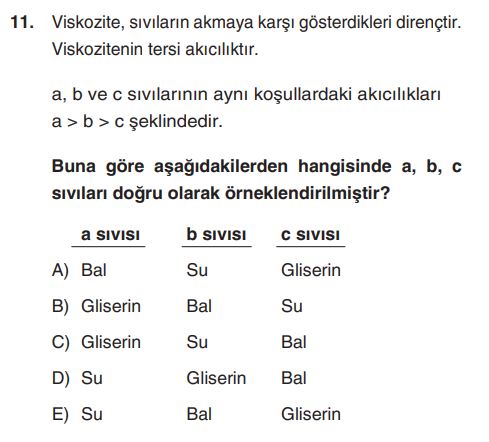 11. Viskozite, sıvıların akmaya karşı gösterdikleri dirençtir.
Viskozitenin tersi akıcılıktır.
a, b ve c sıvılarının aynı koşullardaki akıcılıkları
a > b > c şeklindedir.
Buna göre aşağıdakilerden hangisinde a, b, c
sıvıları doğru olarak örneklendirilmiştir?
a sıvısı b sıvısı c sıvısı
A) Bal Su Gliserin
B) Gliserin Bal Su
C) Gliserin Su Bal
D) Su Gliserin Bal
E) Su Bal Gliserin